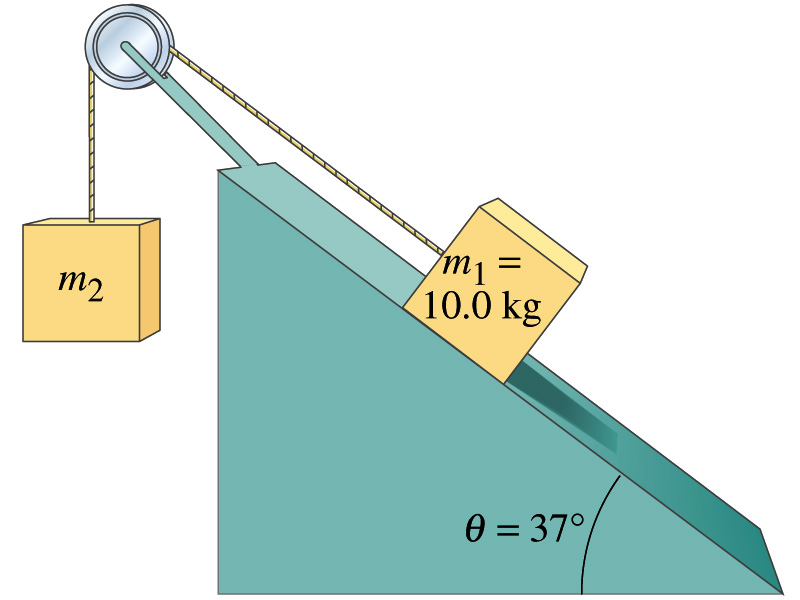 m₂
m₁ =
10.0 kg
θ = 37°